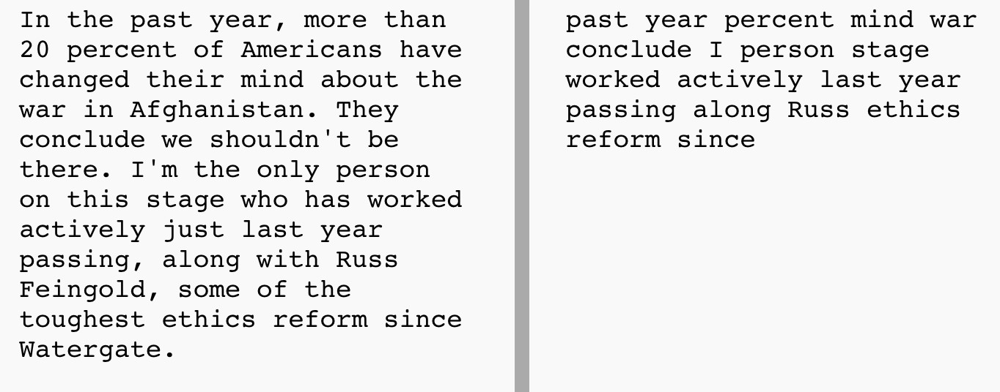 In the past year, more than
20 percent of Americans have
changed their mind about the
war in Afghanistan. They
conclude we shouldn't be
there. I'm the only person
on this stage who has worked
actively just last year
passing, along with Russ
Feingold, some of the
toughest ethics reform since
Watergate.
past year percent mind war
conclude I person stage
worked actively last year
passing along Russ ethics
reform since